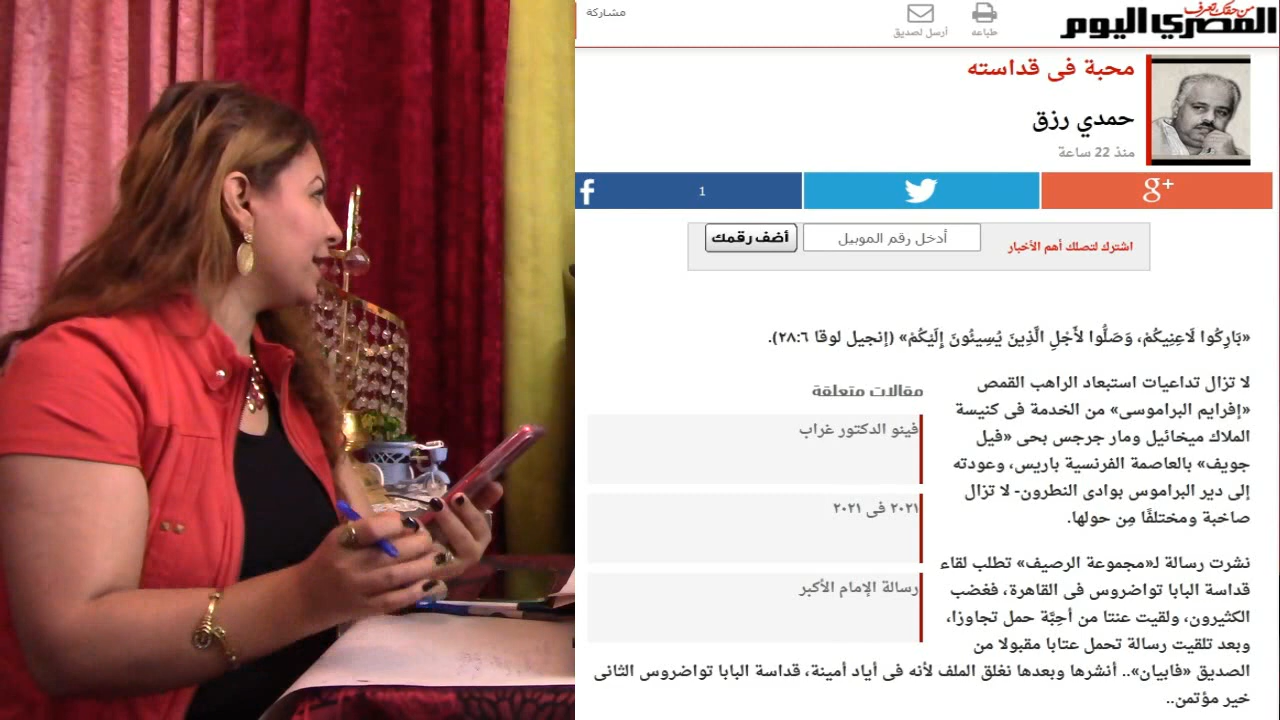 من حقك تعرف
المصري اليوم
طباعه
أرسل لصديق
مشاركة
محبة فى قداسته
حمدي رزق
منذ 22 ساعة
g+
1
f
اشترك لتصلك أهم الأخبار
أدخل رقم الموبيل
أضف رقمك
«بَارِكُوا لَاعِنِيكُمْ، وَصَلُّوا لأَجْلِ الَّذِينَ يُسِيئُونَ إِلَيْكُمْ» (إنجيل لوقا ٢٨:٦).
لا تزال تداعيات استبعاد الراهب القمص
«إفرايم البراموسى» من الخدمة فى كنيسة
الملاك ميخائيل ومار جرجس بحى «فيل
جويف» بالعاصمة الفرنسية باريس، وعودته
إلى دير البراموس بوادى النطرون- لا تزال
صاخبة ومختلفًا مِن حولها.
مقالات متعلقة
فينو الدكتور غراب
٢٠٢١ فى ٢٠٢١
رسالة الإمام الأكبر
نشرت رسالة لـ«مجموعة الرصيف» تطلب لقاء
قداسة البابا تواضروس فى القاهرة، فغضب
الكثيرون، ولقيت عنتا من أحِبَّة حمل تجاوزا،
وبعد تلقيت رسالة تحمل عتابا مقبولا من
الصديق «فابيان».. أنشرها وبعدها نغلق الملف لأنه فى أياد أمينة، قداسة البابا تواضروس الثانى
خير مؤتمن..